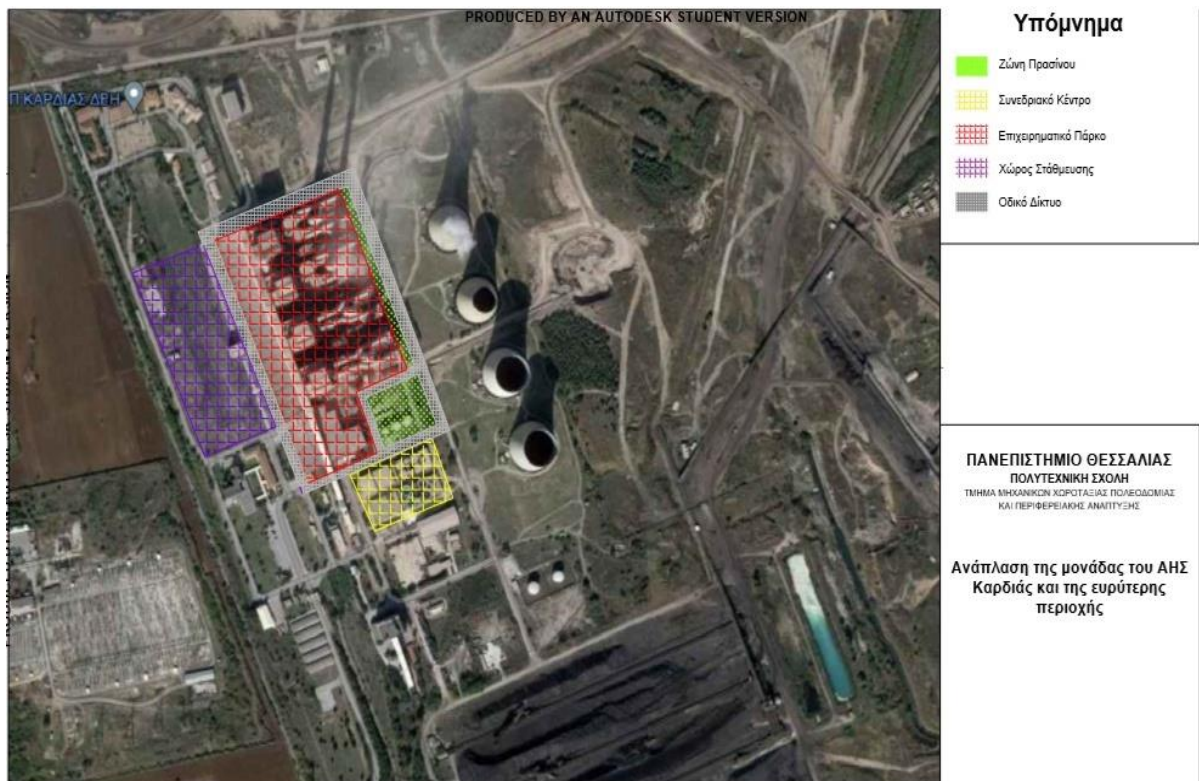 PRODUCED BY AN AUTODESK STUDENT VERSION
Π ΚΑΡΔΙΑΣ ΔΕΗ
Υπόμνημα
Ζώνη Πρασίνου
Συνεδριακό Κέντρο
Επιχειρηματικό Πάρκο
Χώρος Στάθμευσης
Οδικό Δίκτυο
ΠΑΝΕΠΙΣΤΗΜΙΟ ΘΕΣΣΑΛΙΑΣ
ΠΟΛΥΤΕΧΝΙΚΗ ΣΧΟΛΗ
ΤΜΗΜΑ ΜΗΧΑΝΙΚΩΝ ΧΩΡΟΤΑΞΙΑΣ ΠΟΛΕΟΔΟΜΙΑΣ
ΚΑΙ ΠΕΡΙΦΕΡΕΙΑΚΗΣ ΑΝΑΠΤΥΞΗΣ
Ανάπλαση της μονάδας του ΑΗΣ
Καρδιάς και της ευρύτερης
περιοχής